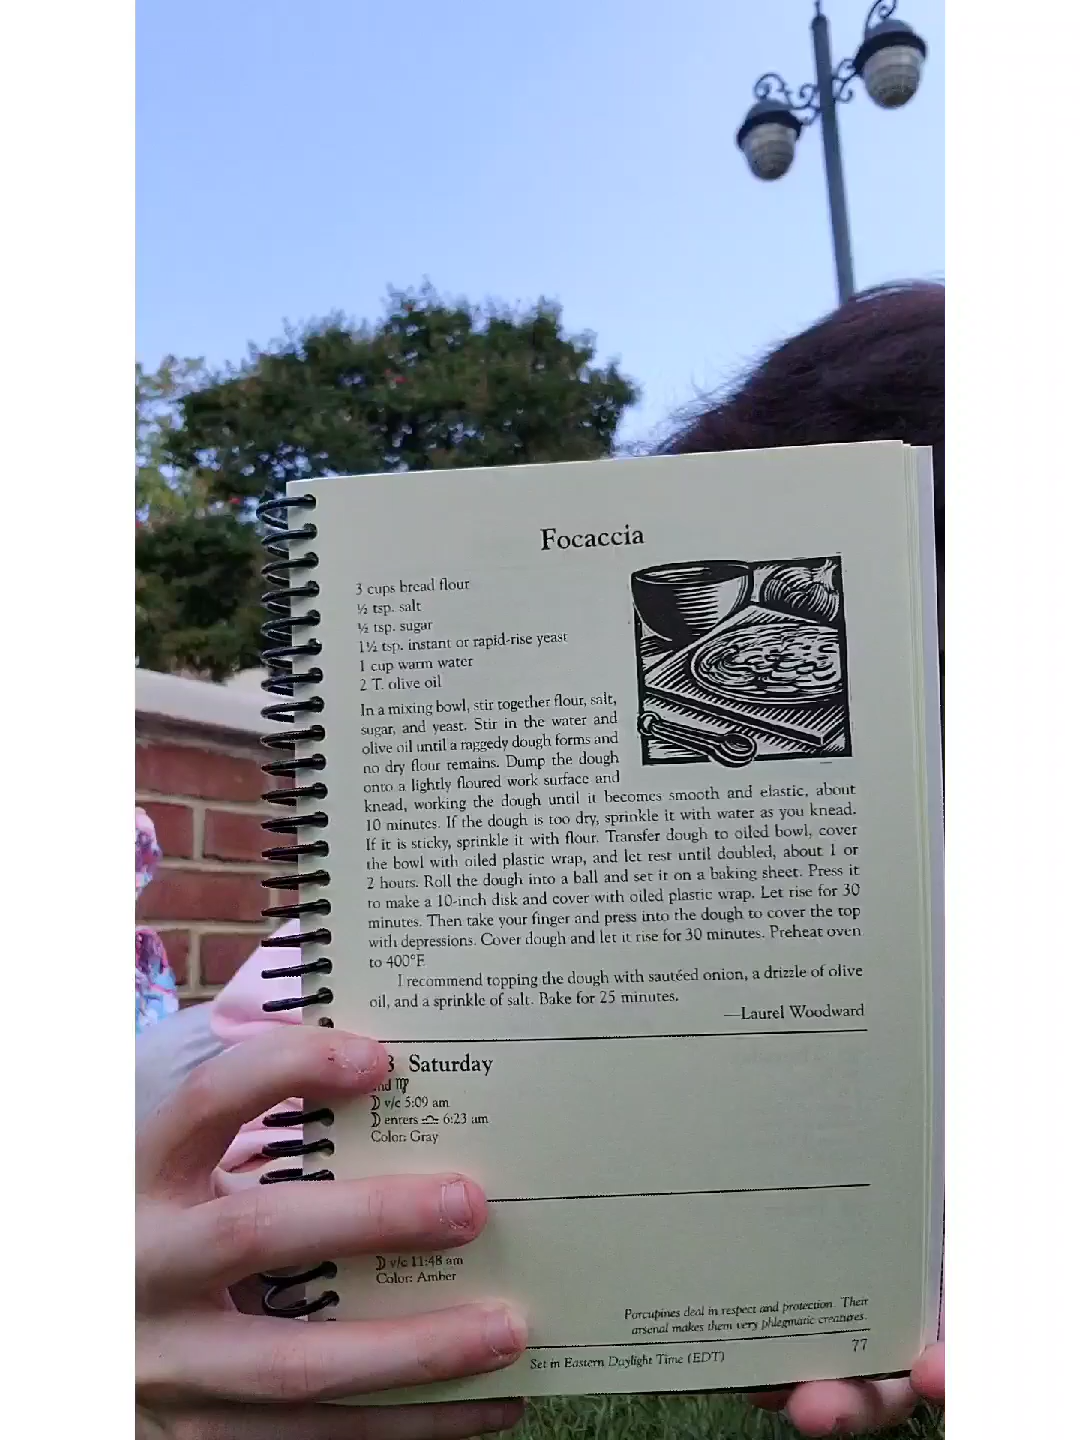 Focaccia
3 cups bread flour
½ tsp. salt
½ tsp. sugar
1½ tsp. instant or rapid-rise yeast
1 cup warm water
2 T. olive oil
In a mixing bowl, stir together flour, salt,
sugar, and yeast. Stir in the water and
olive oil until a raggedy dough forms and
no dry flour remains. Dump the dough
onto a lightly floured work surface and
knead, working the dough until it becomes smooth and elastic, about
10 minutes. If the dough is too dry, sprinkle it with water as you knead.
If it is sticky, sprinkle it with flour. Transfer dough to oiled bowl, cover
the bowl with oiled plastic wrap, and let rest until doubled, about 1 or
2 hours. Roll the dough into a ball and set it on a baking sheet. Press it
to make a 10-inch disk and cover with oiled plastic wrap. Let rise for 30
minutes. Then take your finger and press into the dough to cover the top
with depressions. Cover dough and let it rise for 30 minutes. Preheat oven
to 400°F.
I recommend topping the dough with sautéed onion, a drizzle of olive
oil, and a sprinkle of salt. Bake for 25 minutes.
—Laurel Woodward
3 Saturday
nd ♍
☽ v/c 5:09 am
☽ enters ♎ 6:23 am
Color: Gray
☽ v/c 11:48 am
Color: Amber
Porcupines deal in respect and protection. Their
arsenal makes them very phlegmatic creatures.
Set in Eastern Daylight Time (EDT)
77